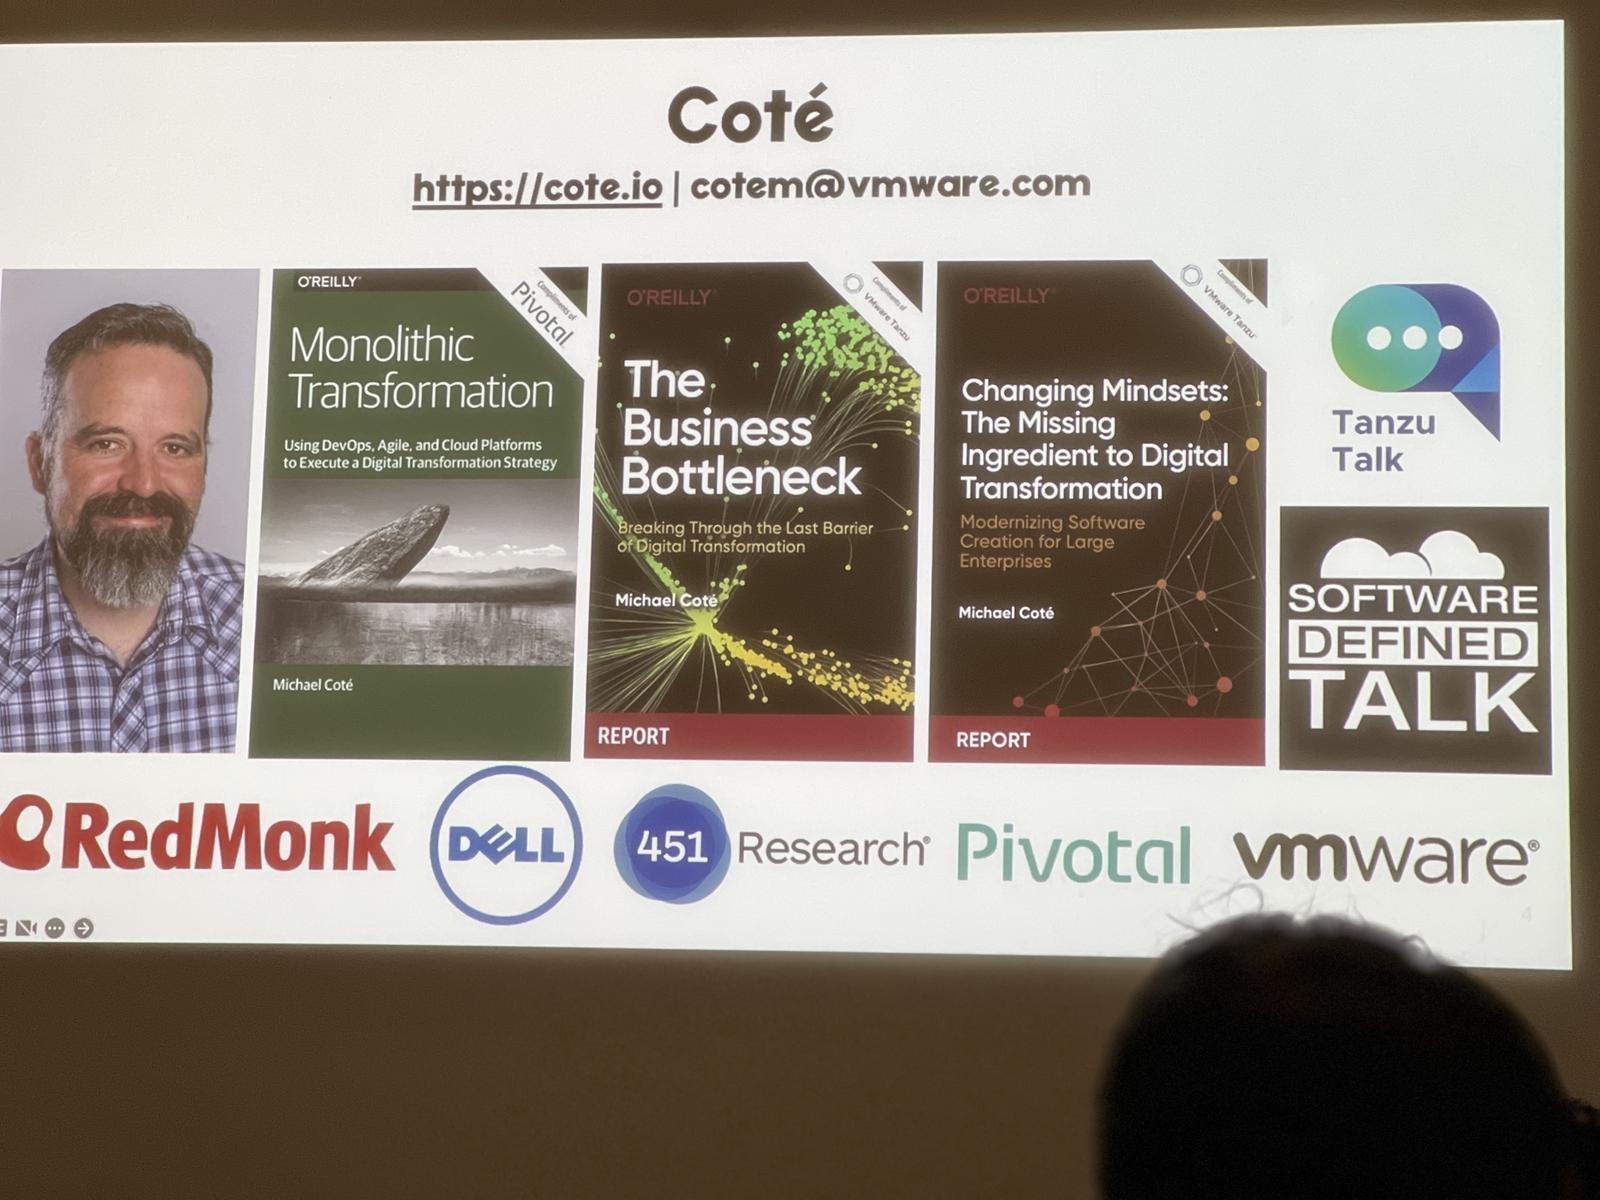 Coté
https://cote.io | cotem@vmware.com
O'REILLY®
Compliments of
Pivotal
Monolithic
Transformation
Using DevOps, Agile, and Cloud Platforms
to Execute a Digital Transformation Strategy
Michael Coté
O'REILLY®
Compliments of
VMware Tanzu
The
Business
Bottleneck
Breaking Through the Last Barrier
of Digital Transformation
Michael Coté
REPORT
O'REILLY®
Compliments of
VMware Tanzu
Changing Mindsets:
The Missing
Ingredient to Digital
Transformation
Modernizing Software
Creation for Large
Enterprises
Michael Coté
REPORT
Tanzu
Talk
SOFTWARE
DEFINED
TALK
RedMonk
DELL
451 Research®
Pivotal
vmware®
4